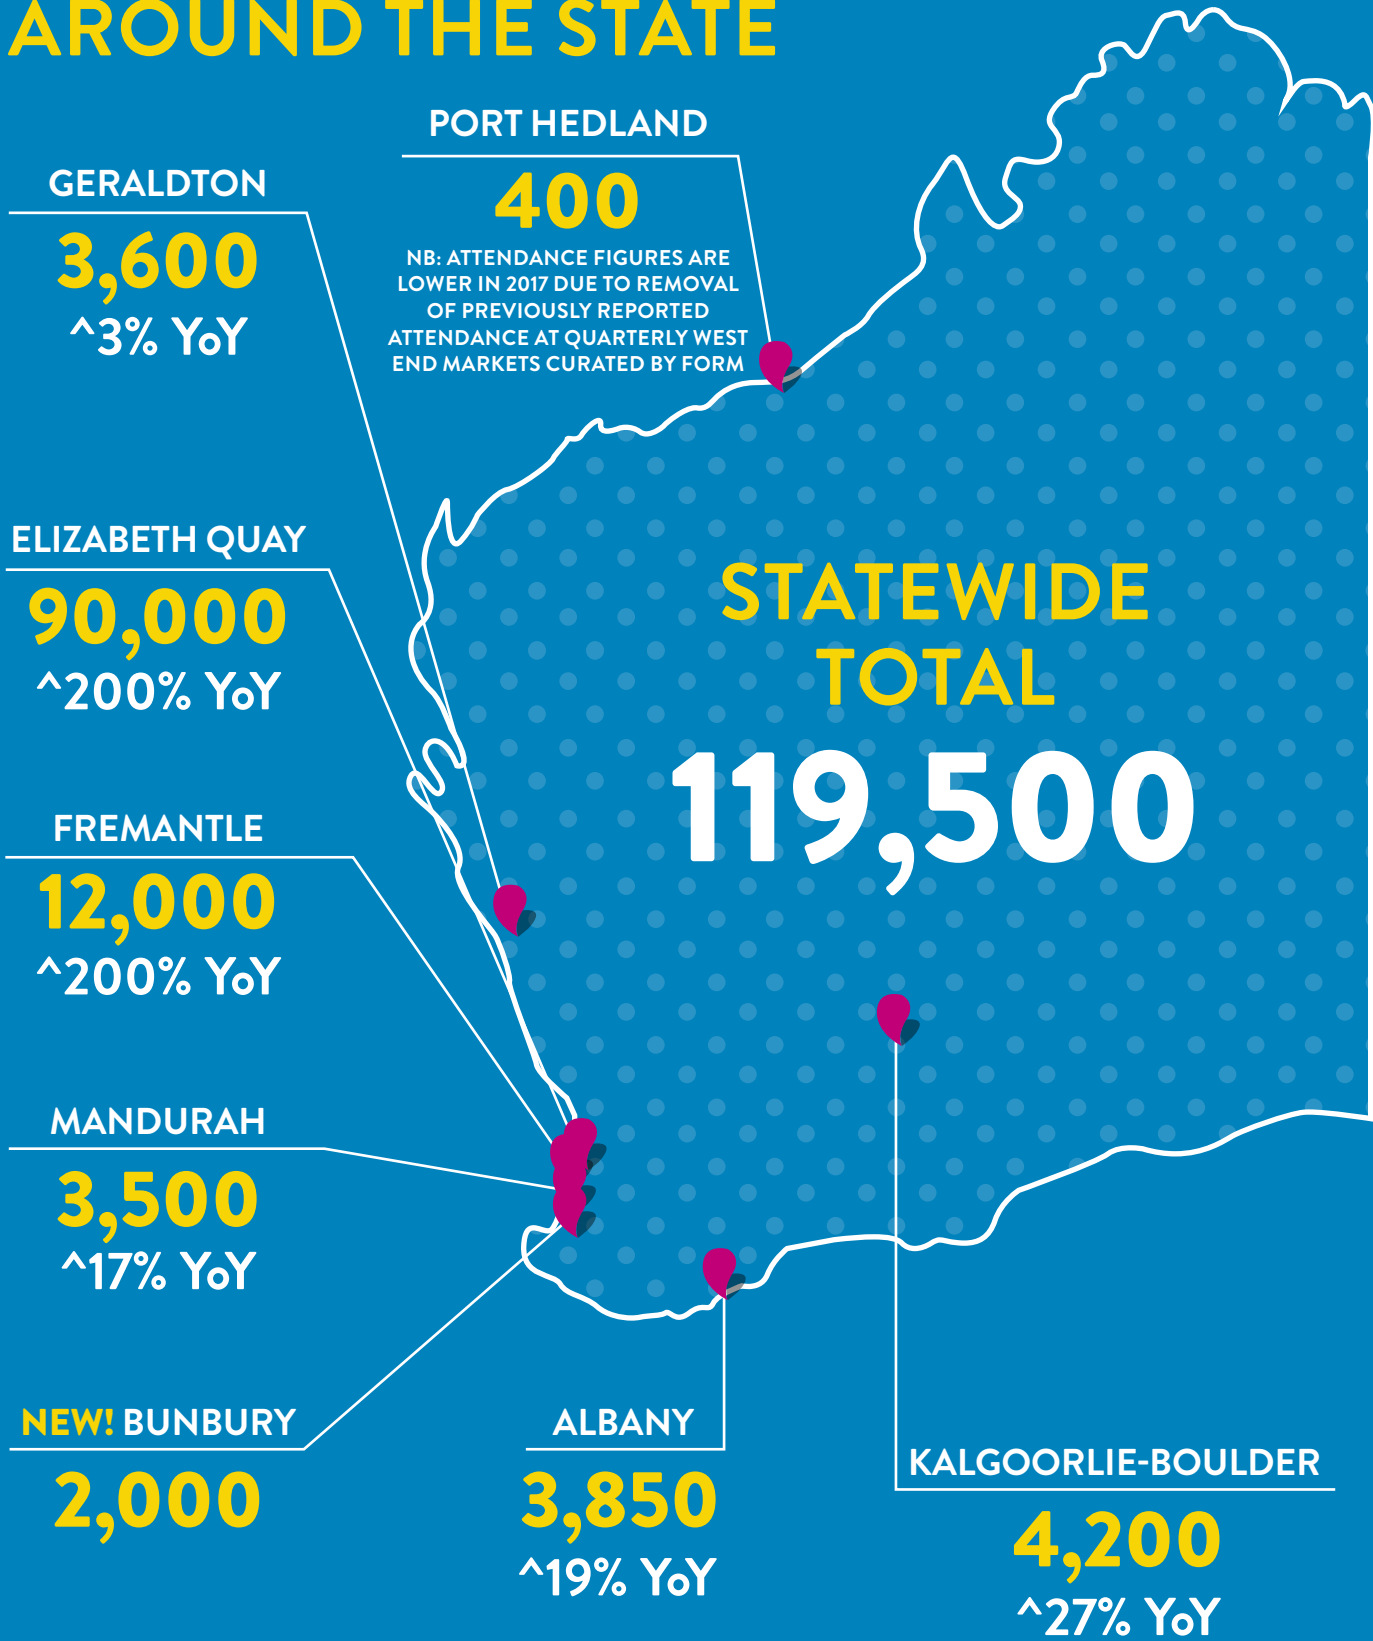 AROUND THE STATE
PORT HEDLAND
400
NB: ATTENDANCE FIGURES ARE
LOWER IN 2017 DUE TO REMOVAL
OF PREVIOUSLY REPORTED
ATTENDANCE AT QUARTERLY WEST
END MARKETS CURATED BY FORM
GERALDTON
3,600
^3% YoY
ELIZABETH QUAY
90,000
^200% YoY
STATEWIDE
TOTAL
119,500
FREMANTLE
12,000
^200% YoY
MANDURAH
3,500
^17% YoY
NEW! BUNBURY
2,000
ALBANY
3,850
^19% YoY
KALGOORLIE-BOULDER
4,200
^27% YoY